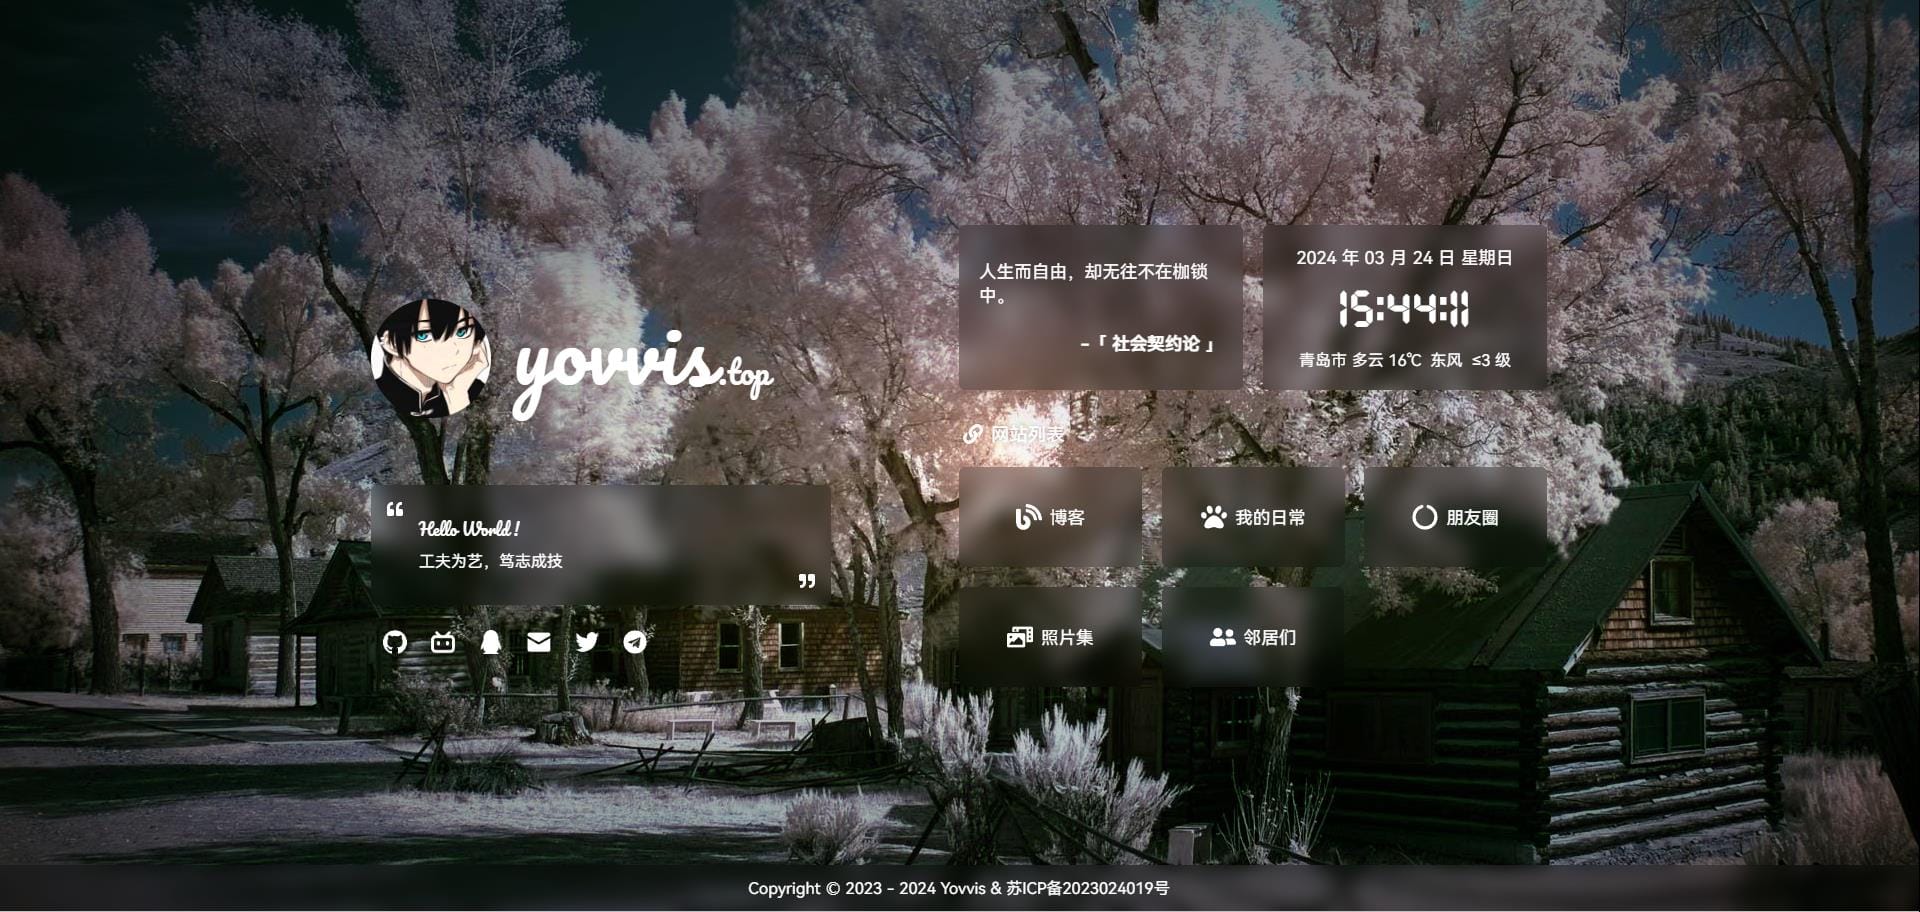 yovvis.top
Hello World !
工夫为艺，笃志成技
人生而自由，却无往不在枷锁
中。
-「 社会契约论 」
2024 年 03 月 24 日 星期日
15:44:11
青岛市 多云 16℃ 东风 ≤3 级
网站列表
博客
我的日常
朋友圈
照片集
邻居们
Copyright © 2023 - 2024 Yovvis & 苏ICP备2023024019号